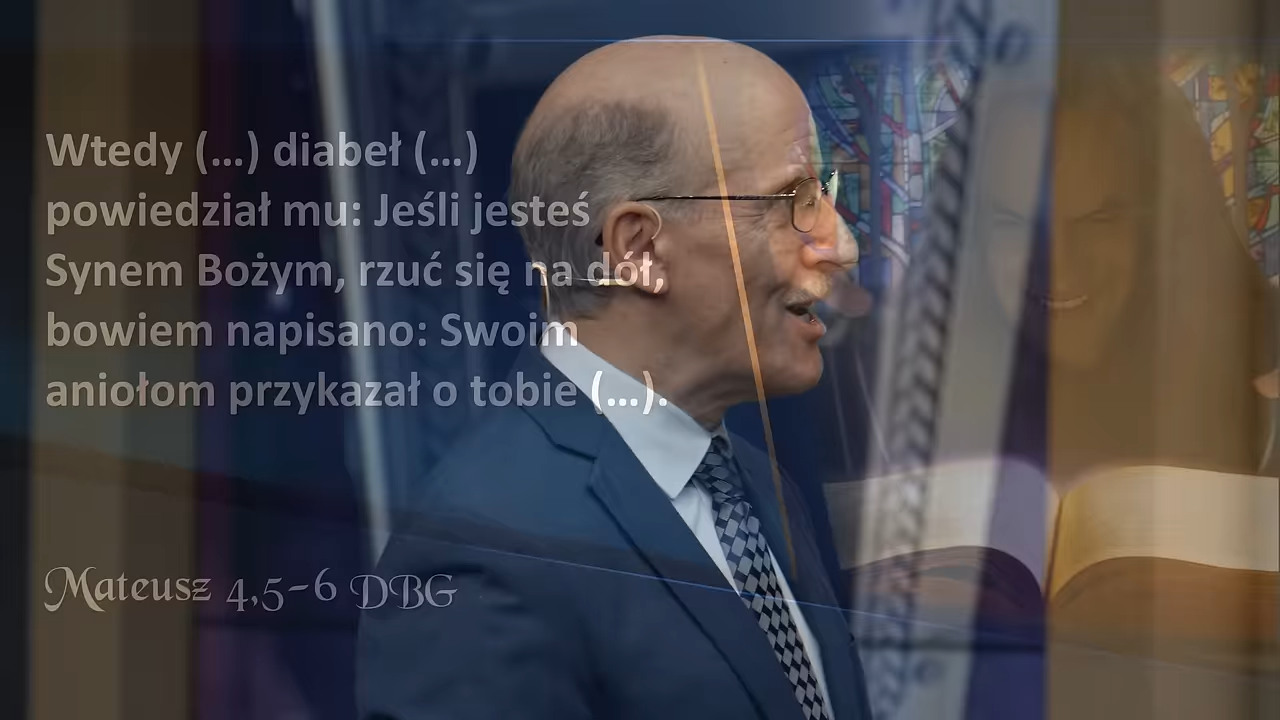 Wtedy (...) diabeł (...)
powiedział mu: Jeśli jesteś
Synem Bożym, rzuć się na dół,
bowiem napisano: Swoim
aniołom przykazał o tobie (...).
Mateusz 4,5-6 DBG